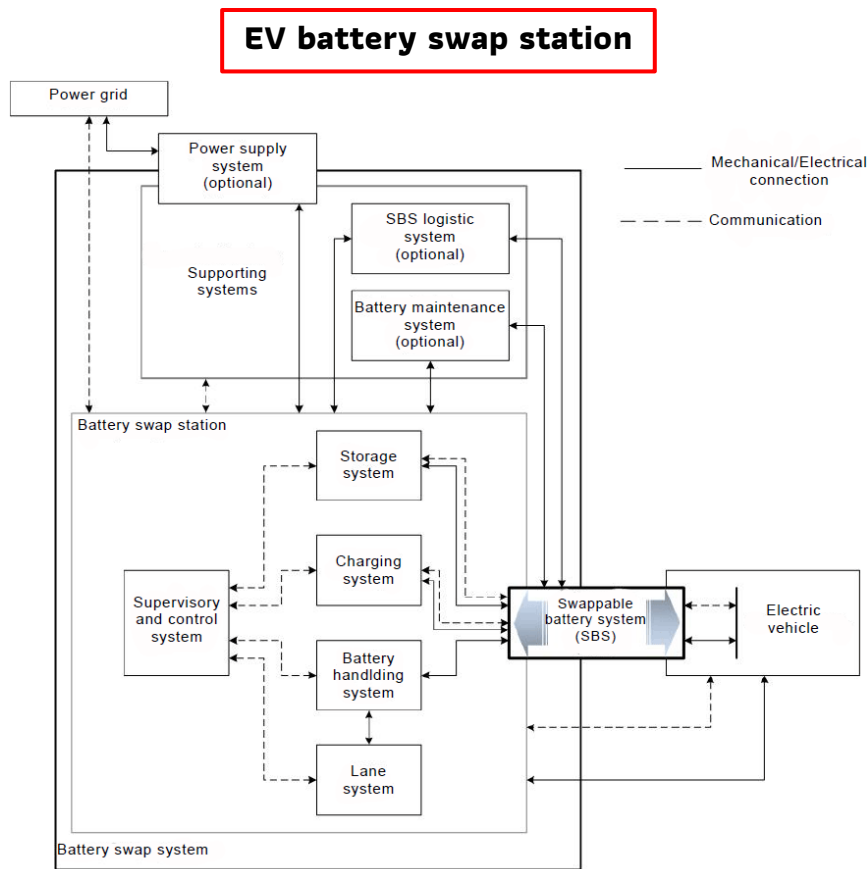 EV battery swap station
Power grid
Power supply
system
(optional)
Mechanical/Electrical
connection
Communication
SBS logistic
system
(optional)
Supporting
systems
Battery maintenance
system
(optional)
Battery swap station
Storage
system
Charging
system
Supervisory
and control
system
Swappable
battery system
(SBS)
Electric
vehicle
Battery
handlding
system
Lane
system
Battery swap system